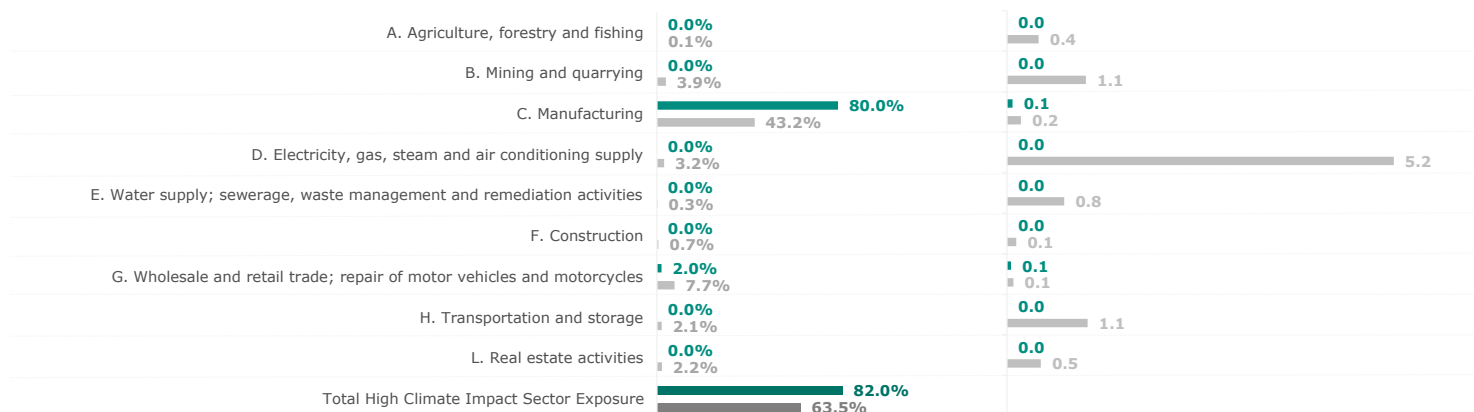 A. Agriculture, forestry and fishing 0.0% 0.0
0.1% 0.4
B. Mining and quarrying 0.0% 0.0
3.9% 1.1
C. Manufacturing 80.0% 0.1
43.2% 0.2
D. Electricity, gas, steam and air conditioning supply 0.0% 0.0
3.2% 5.2
E. Water supply; sewerage, waste management and remediation activities 0.0% 0.0
0.3% 0.8
F. Construction 0.0% 0.0
0.7% 0.1
G. Wholesale and retail trade; repair of motor vehicles and motorcycles 2.0% 0.1
7.7% 0.1
H. Transportation and storage 0.0% 0.0
2.1% 1.1
L. Real estate activities 0.0% 0.0
2.2% 0.5
Total High Climate Impact Sector Exposure 82.0%
63.5%